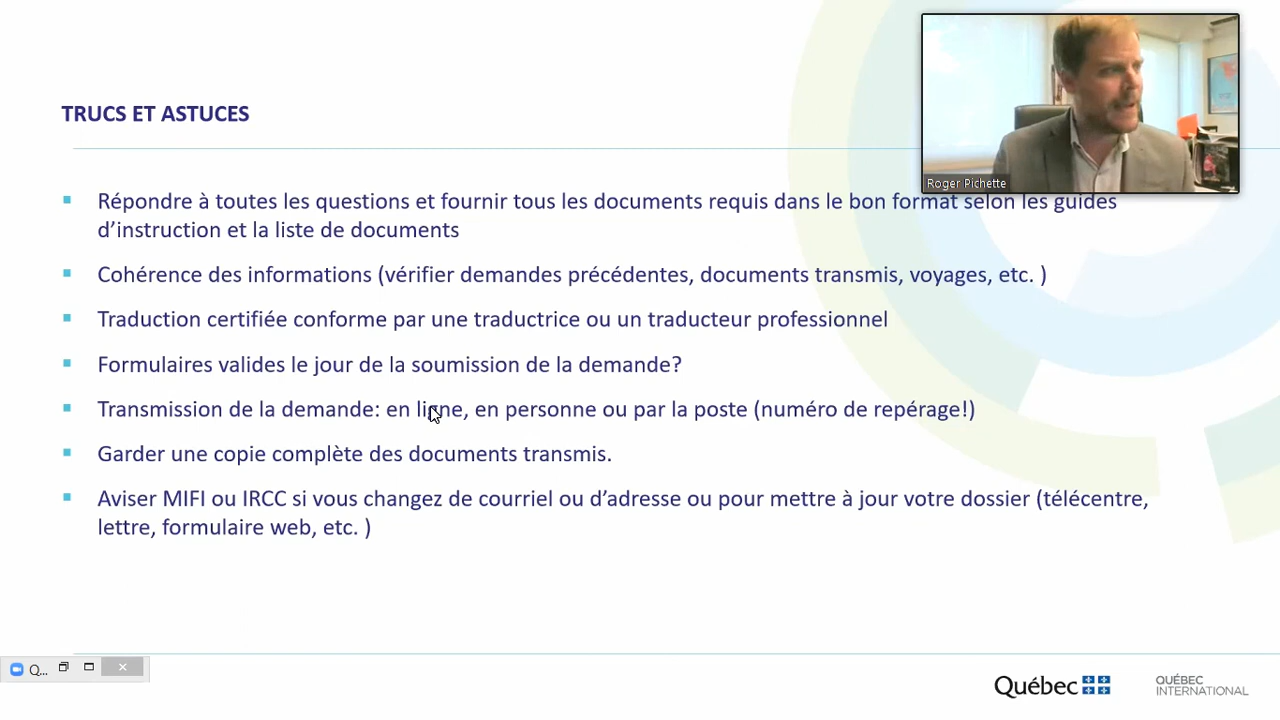 TRUCS ET ASTUCES
Roger Pichette
Répondre à toutes les questions et fournir tous les documents requis dans le bon format selon les guides
d’instruction et la liste de documents
Cohérence des informations (vérifier demandes précédentes, documents transmis, voyages, etc. )
Traduction certifiée conforme par une traductrice ou un traducteur professionnel
Formulaires valides le jour de la soumission de la demande?
Transmission de la demande: en ligne, en personne ou par la poste (numéro de repérage!)
Garder une copie complète des documents transmis.
Aviser MIFI ou IRCC si vous changez de courriel ou d’adresse ou pour mettre à jour votre dossier (télécentre,
lettre, formulaire web, etc. )
Q...
Québec
QUÉBEC
INTERNATIONAL